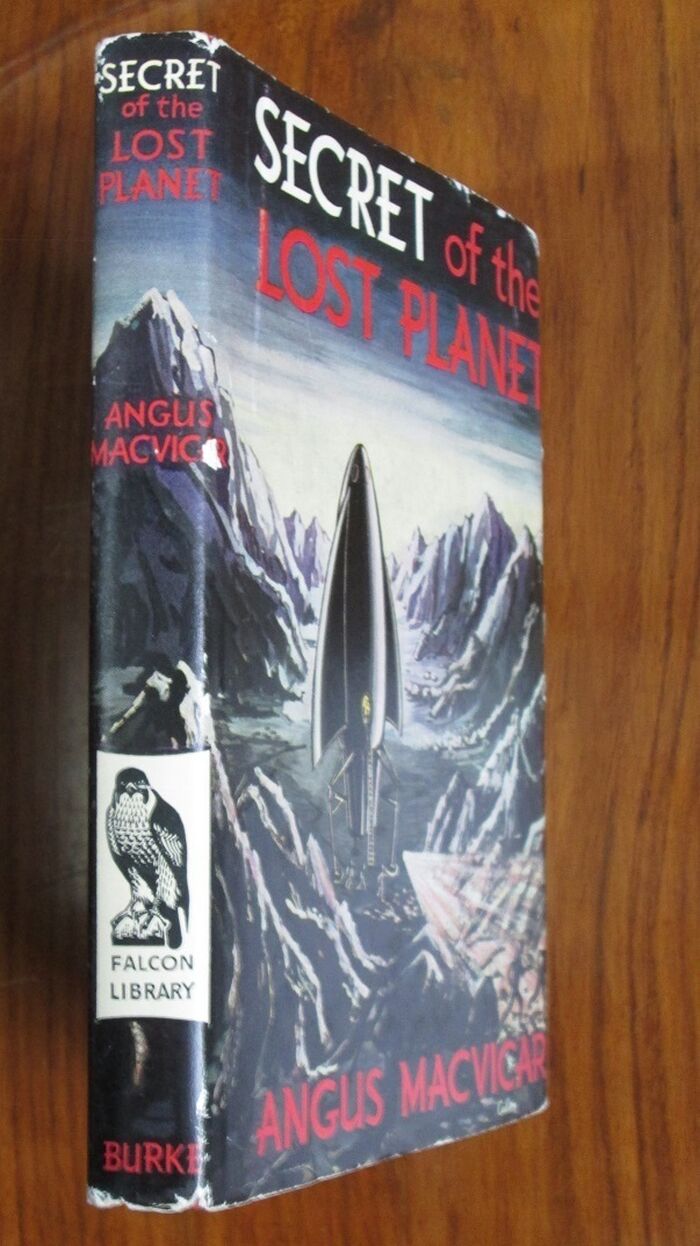 SECRET
of the
LOST
PLANET
ANGUS
MACVICAR
FALCON
LIBRARY
BURKE
SECRET of the
LOST PLANET
ANGUS MACVICAR